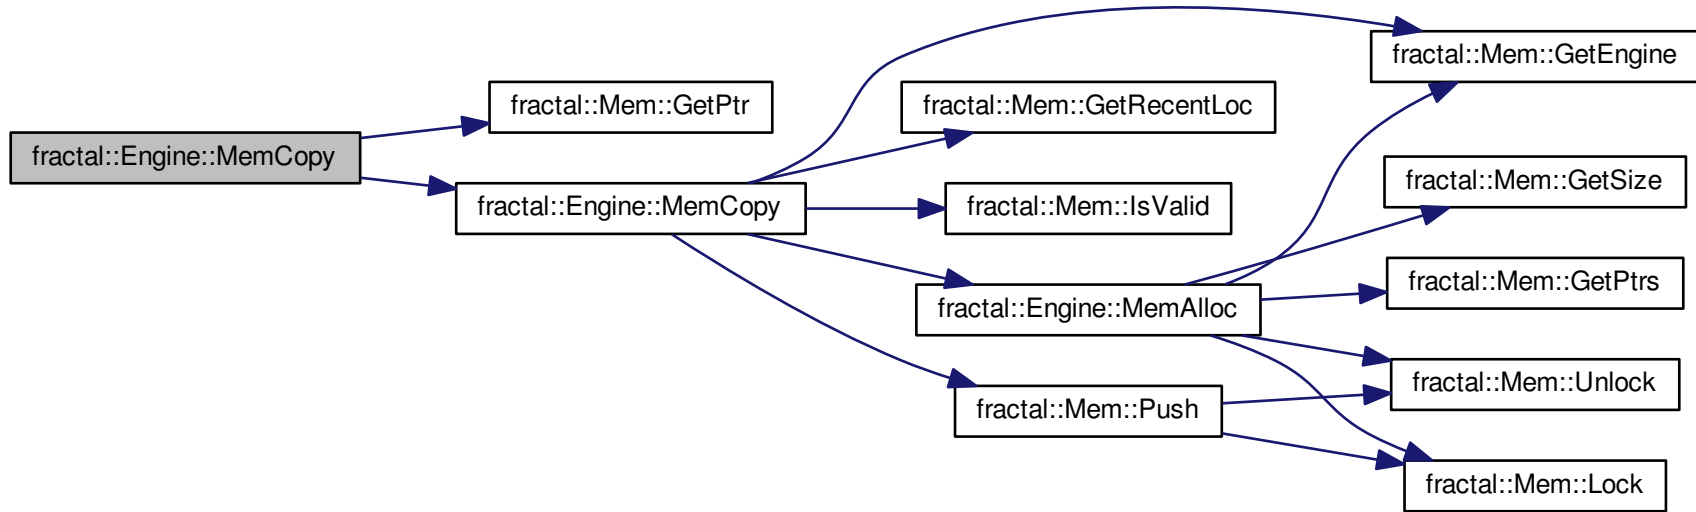 fractal::Engine::MemCopy
fractal::Mem::GetPtr
fractal::Engine::MemCopy
fractal::Mem::GetRecentLoc
fractal::Mem::IsValid
fractal::Engine::MemAlloc
fractal::Mem::Push
fractal::Mem::GetEngine
fractal::Mem::GetSize
fractal::Mem::GetPtrs
fractal::Mem::Unlock
fractal::Mem::Lock